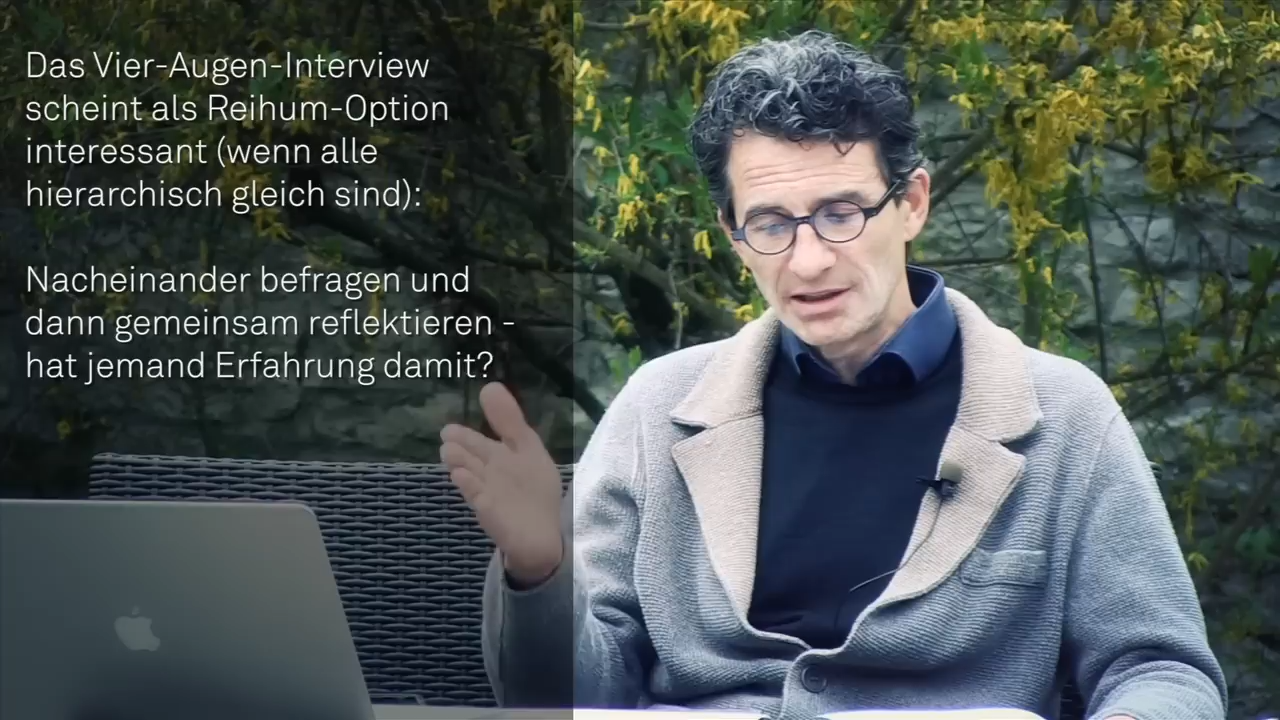 Das Vier-Augen-Interview
scheint als Reihum-Option
interessant (wenn alle
hierarchisch gleich sind):
Nacheinander befragen und
dann gemeinsam reflektieren -
hat jemand Erfahrung damit?